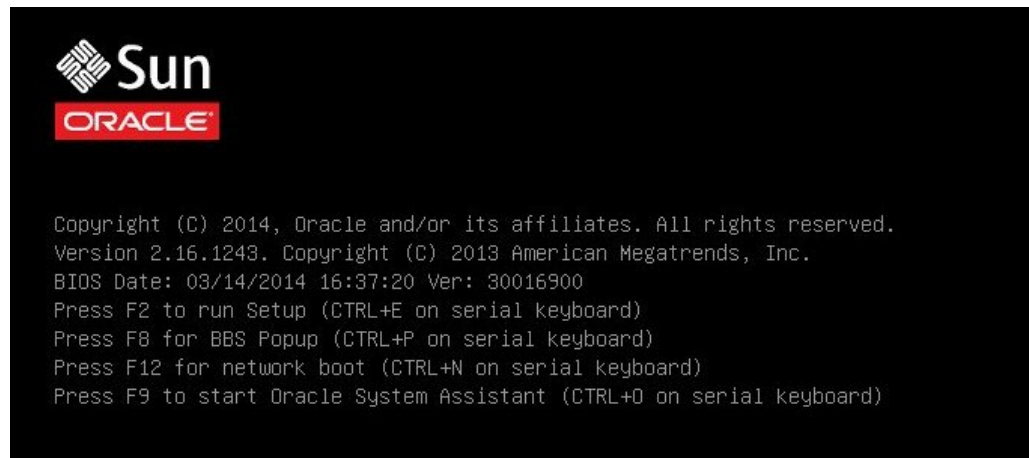 Sun
ORACLE
Copyright (C) 2014, Oracle and/or its affiliates. All rights reserved.
Version 2.16.1243. Copyright (C) 2013 American Megatrends, Inc.
BIOS Date: 03/14/2014 16:37:20 Ver: 30016900
Press F2 to run Setup (CTRL+E on serial keyboard)
Press F8 for BBS Popup (CTRL+P on serial keyboard)
Press F12 for network boot (CTRL+N on serial keyboard)
Press F9 to start Oracle System Assistant (CTRL+O on serial keyboard)